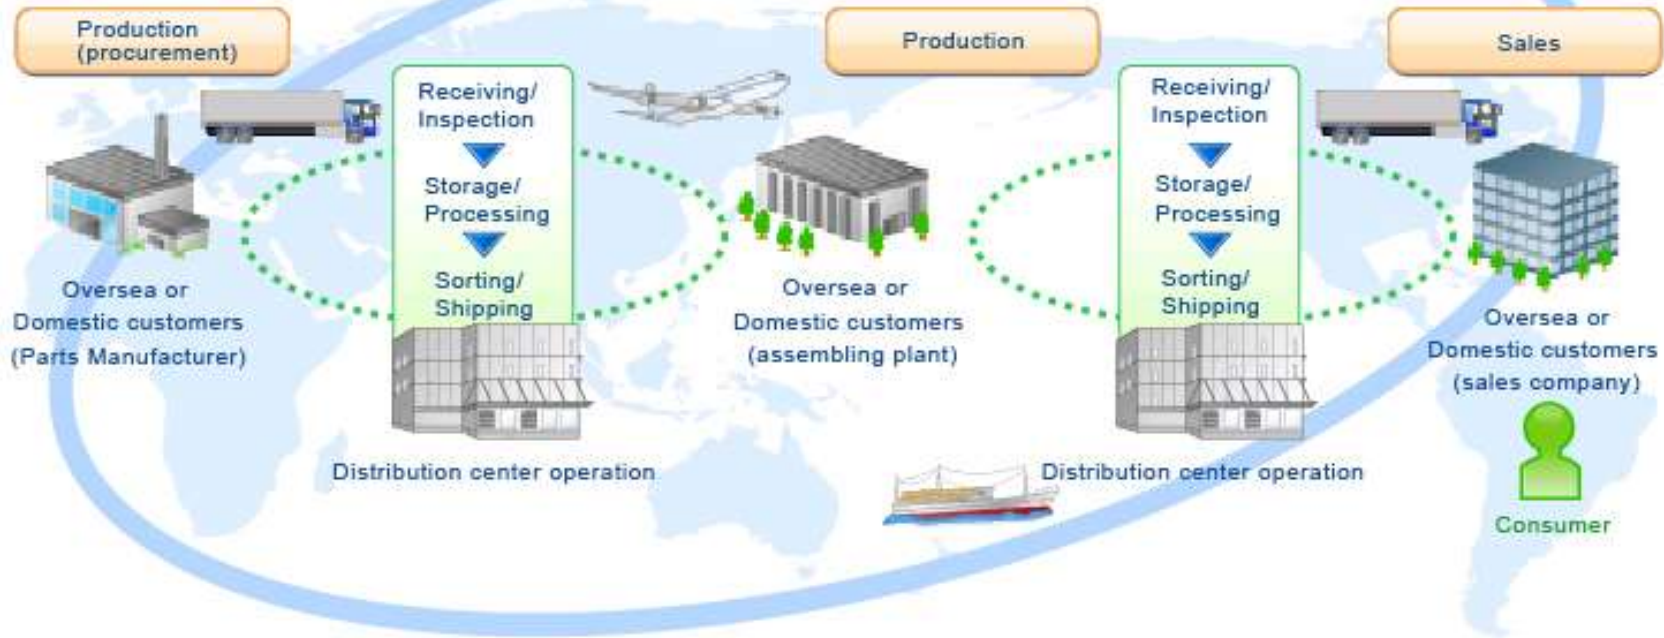 Production
(procurement)
Production
Sales
Receiving/
Inspection
Storage/
Processing
Sorting/
Shipping
Receiving/
Inspection
Storage/
Processing
Sorting/
Shipping
Oversea or
Domestic customers
(Parts Manufacturer)
Oversea or
Domestic customers
(assembling plant)
Oversea or
Domestic customers
(sales company)
Distribution center operation
Distribution center operation
Consumer